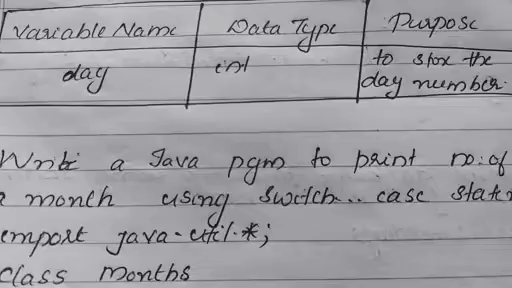 Variable Name Data Type Purpose
day int to store the
day number.
Write a Java pgm to print no: of
a month using switch... case state
import java.util.*;
class months